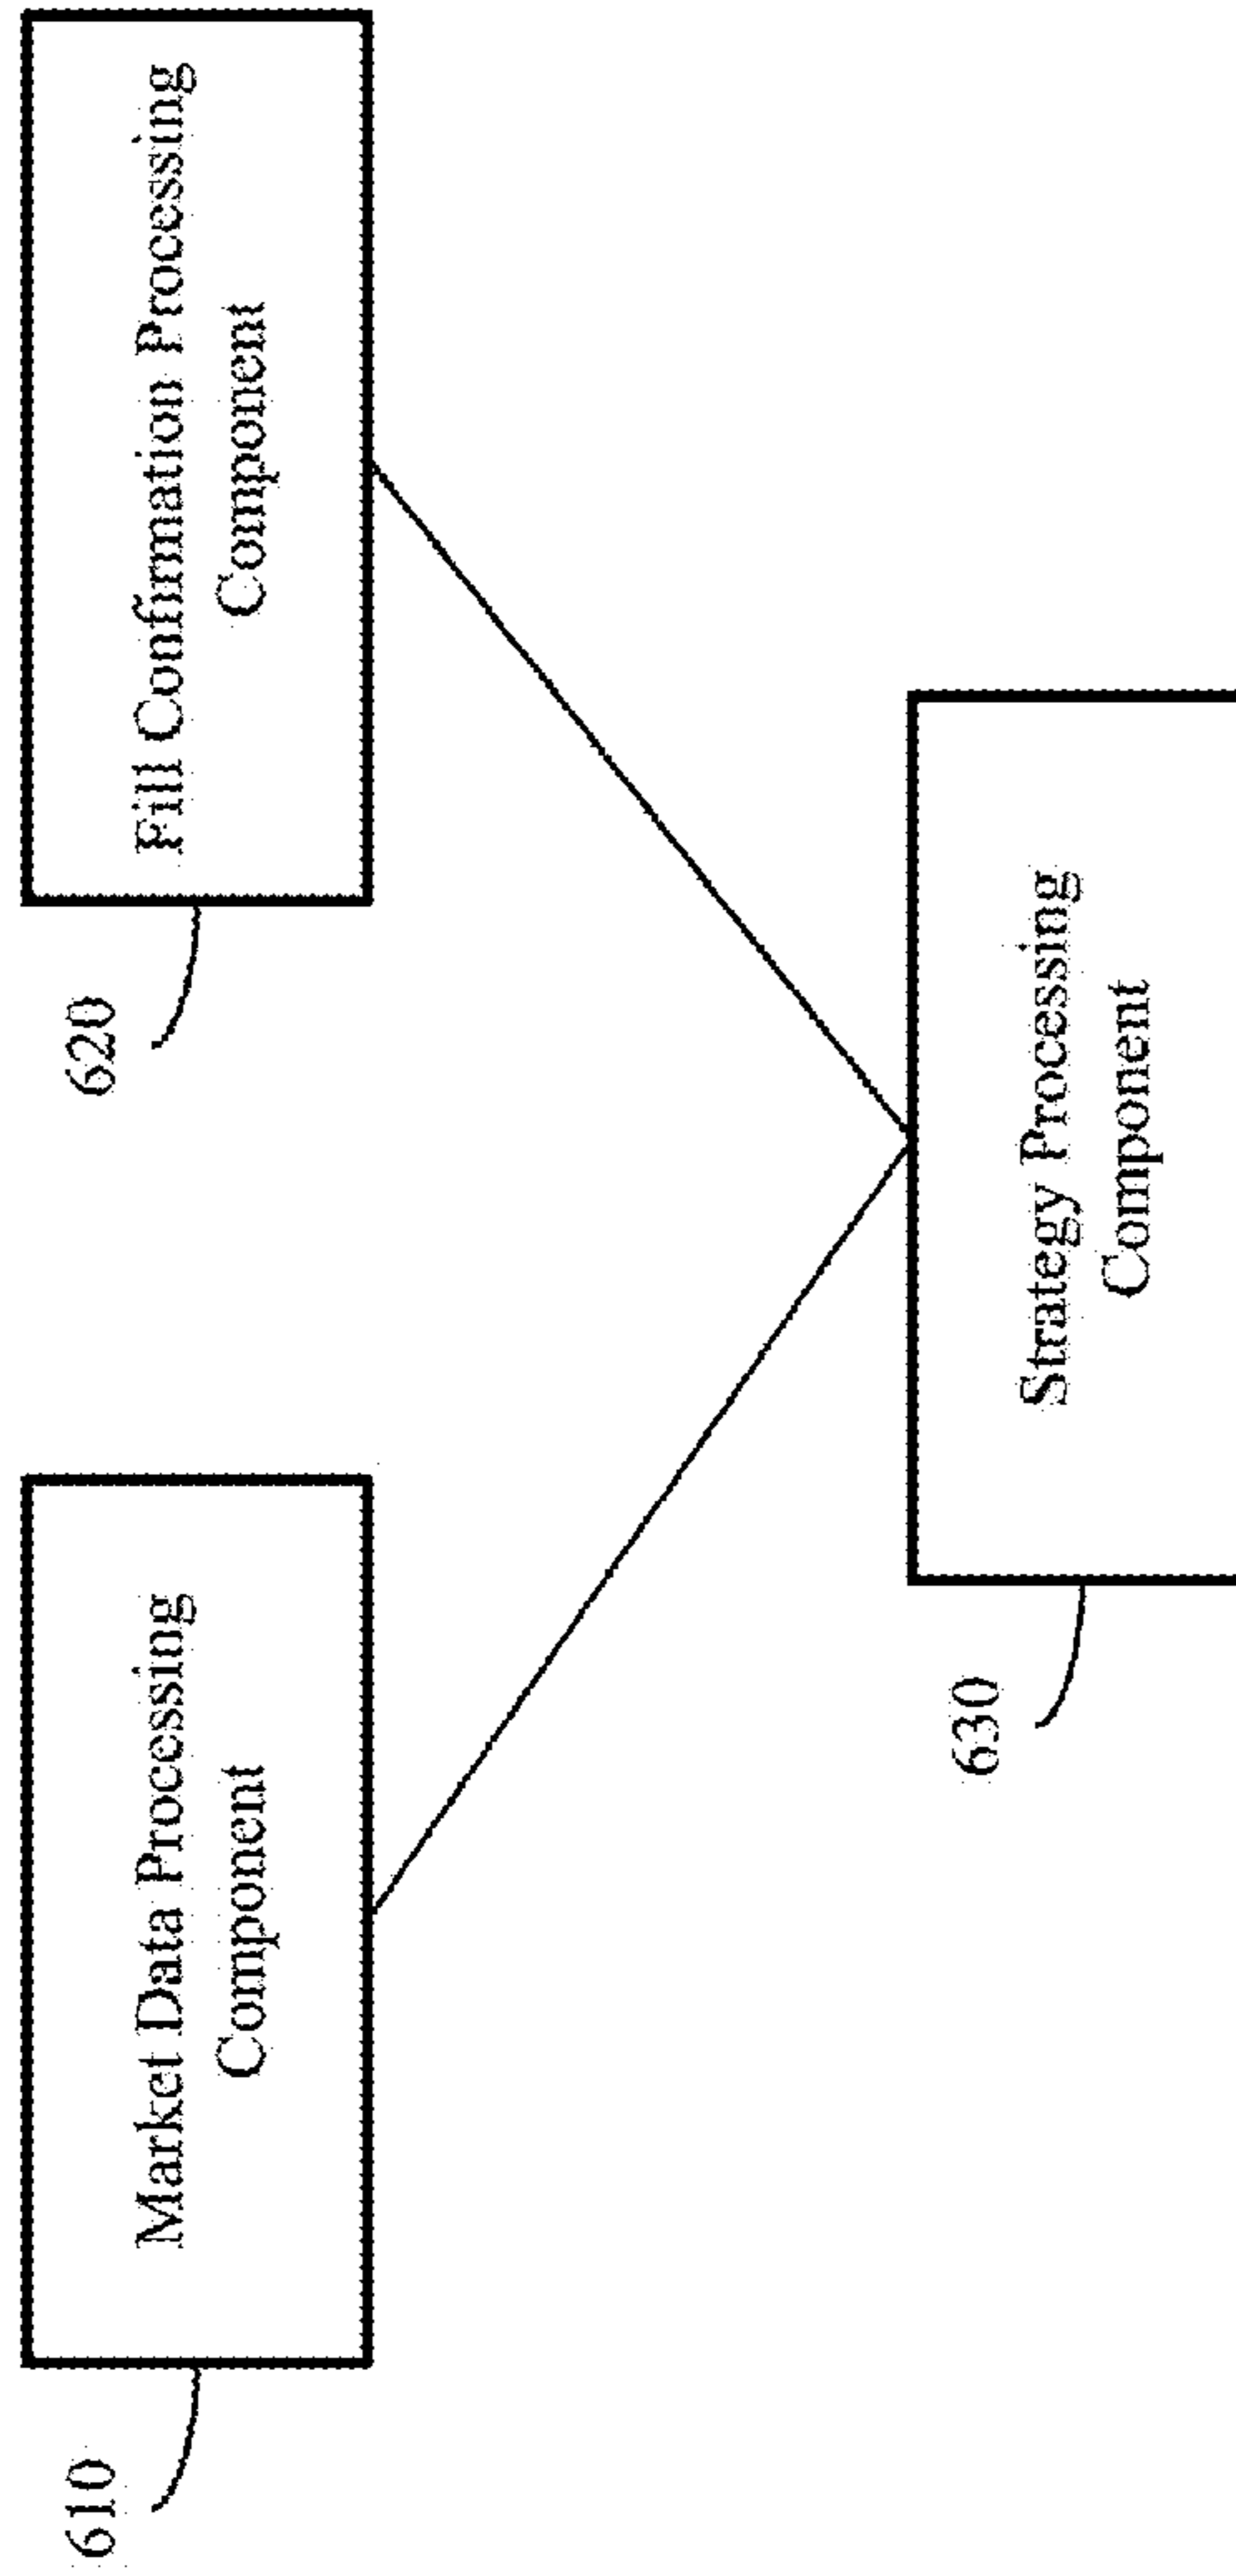 610
Market Data Processing
Component
620
Fill Confirmation Processing
Component
630
Strategy Processing
Component